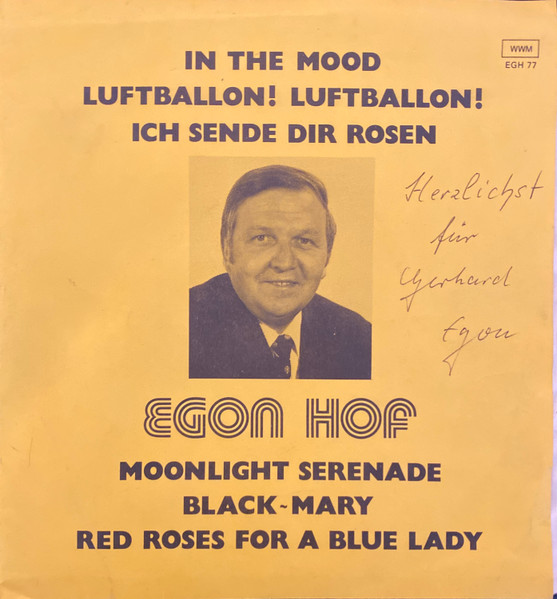 WWM
EGH 77
IN THE MOOD
LUFTBALLON! LUFTBALLON!
ICH SENDE DIR ROSEN
Herzlichst
für
Gerhard
Egon
EGON HOF
MOONLIGHT SERENADE
BLACK~MARY
RED ROSES FOR A BLUE LADY